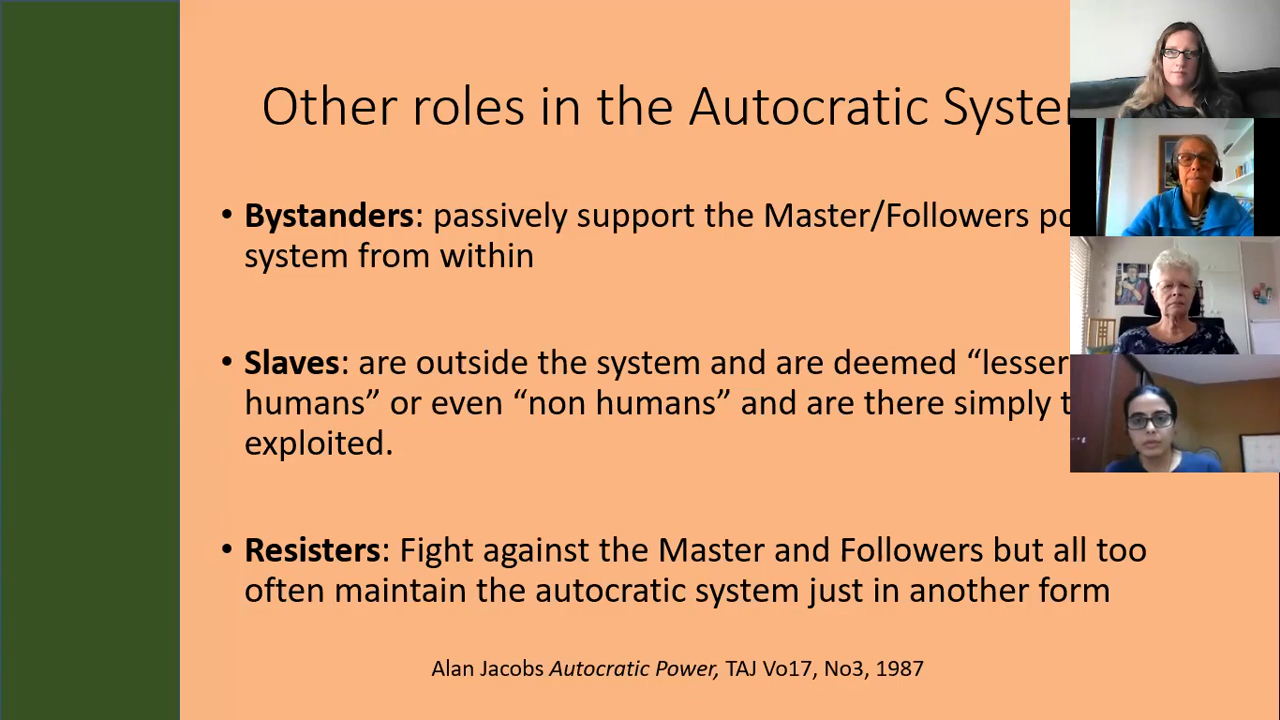 Other roles in the Autocratic
• Bystanders: passively support the Master/Followers
system from within
• Slaves: are outside the system and are deemed “lesser
humans” or even “non humans” and are there simply
exploited.
• Resisters: Fight against the Master and Followers but all too
often maintain the autocratic system just in another form
Alan Jacobs Autocratic Power, TAJ Vo17, No3, 1987